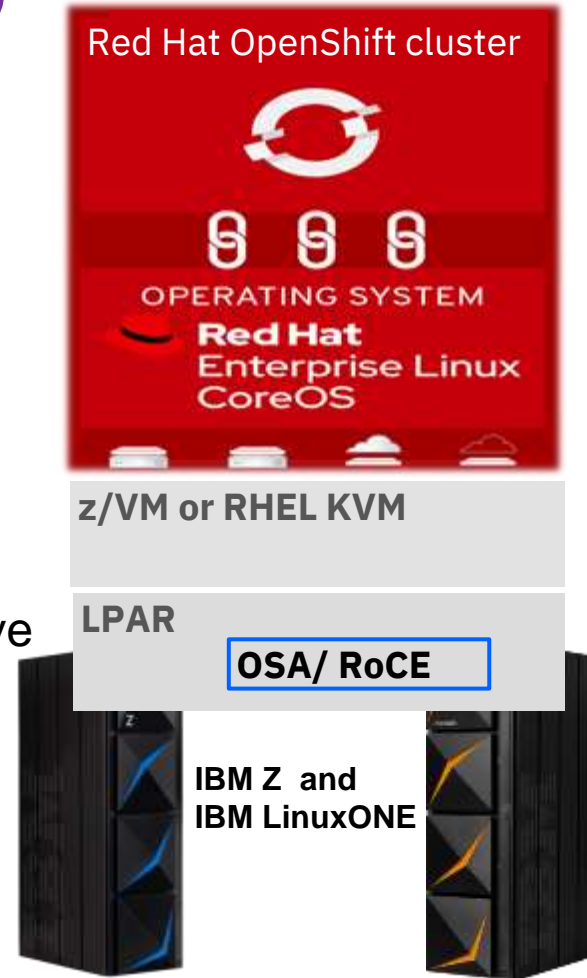 Red Hat OpenShift cluster
OPERATING SYSTEM
Red Hat
Enterprise Linux
CoreOS
z/VM or RHEL KVM
ve
LPAR
OSA/ RoCE
Z
IBM Z and
IBM LinuxONE